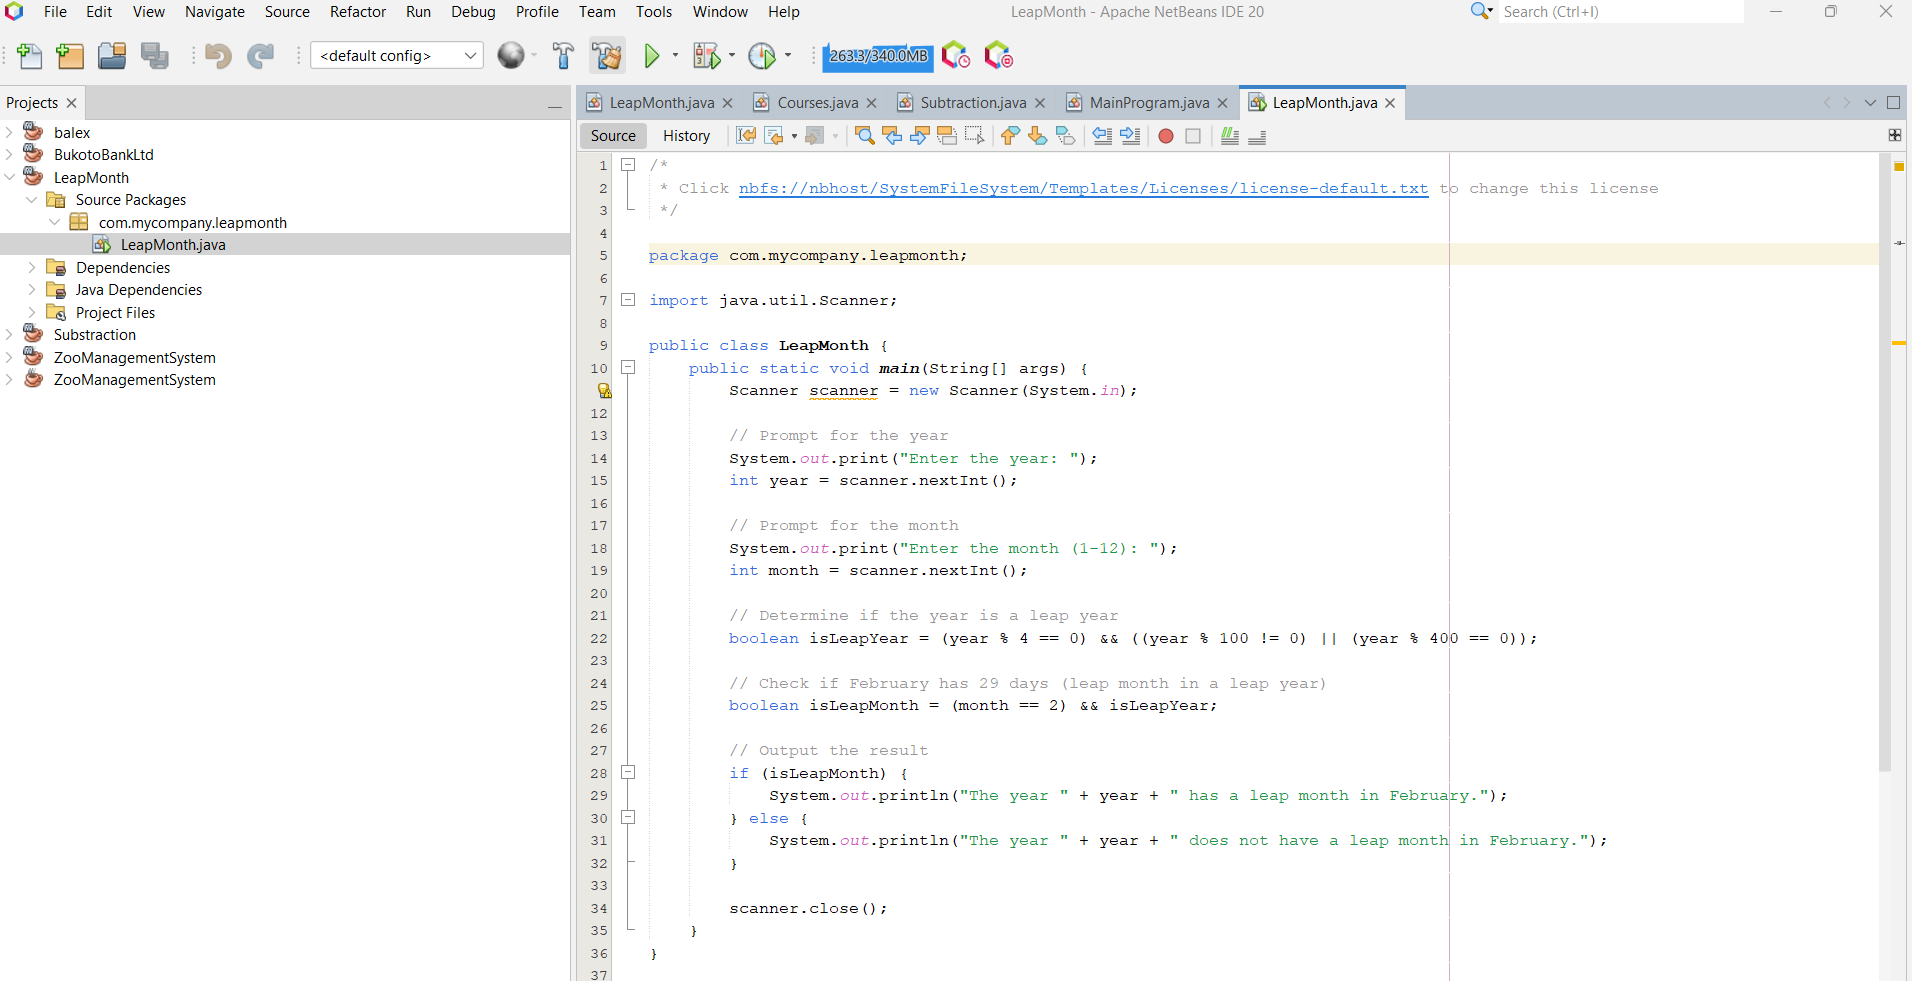 File Edit View Navigate Source Refactor Run Debug Profile Team Tools Window Help
LeapMonth - Apache NetBeans IDE 20
Search (Ctrl+I)
<default config>
263.3/340.0MB
Projects
balex
BukotoBankLtd
LeapMonth
Source Packages
com.mycompany.leapmonth
LeapMonth.java
Dependencies
Java Dependencies
Project Files
Substraction
ZooManagementSystem
ZooManagementSystem
LeapMonth.java Courses.java Subtraction.java MainProgram.java LeapMonth.java
Source History
1 /*
2 * Click nbfs://nbhost/SystemFileSystem/Templates/Licenses/license-default.txt to change this license
3 */
4
5 package com.mycompany.leapmonth;
6
7 import java.util.Scanner;
8
9 public class LeapMonth {
10 public static void main(String[] args) {
Scanner scanner = new Scanner(System.in);
12
13 // Prompt for the year
14 System.out.print("Enter the year: ");
15 int year = scanner.nextInt();
16
17 // Prompt for the month
18 System.out.print("Enter the month (1-12): ");
19 int month = scanner.nextInt();
20
21 // Determine if the year is a leap year
22 boolean isLeapYear = (year % 4 == 0) && ((year % 100 != 0) || (year % 400 == 0));
23
24 // Check if February has 29 days (leap month in a leap year)
25 boolean isLeapMonth = (month == 2) && isLeapYear;
26
27 // Output the result
28 if (isLeapMonth) {
29 System.out.println("The year " + year + " has a leap month in February.");
30 } else {
31 System.out.println("The year " + year + " does not have a leap month in February.");
32 }
33
34 scanner.close();
35 }
36 }
37